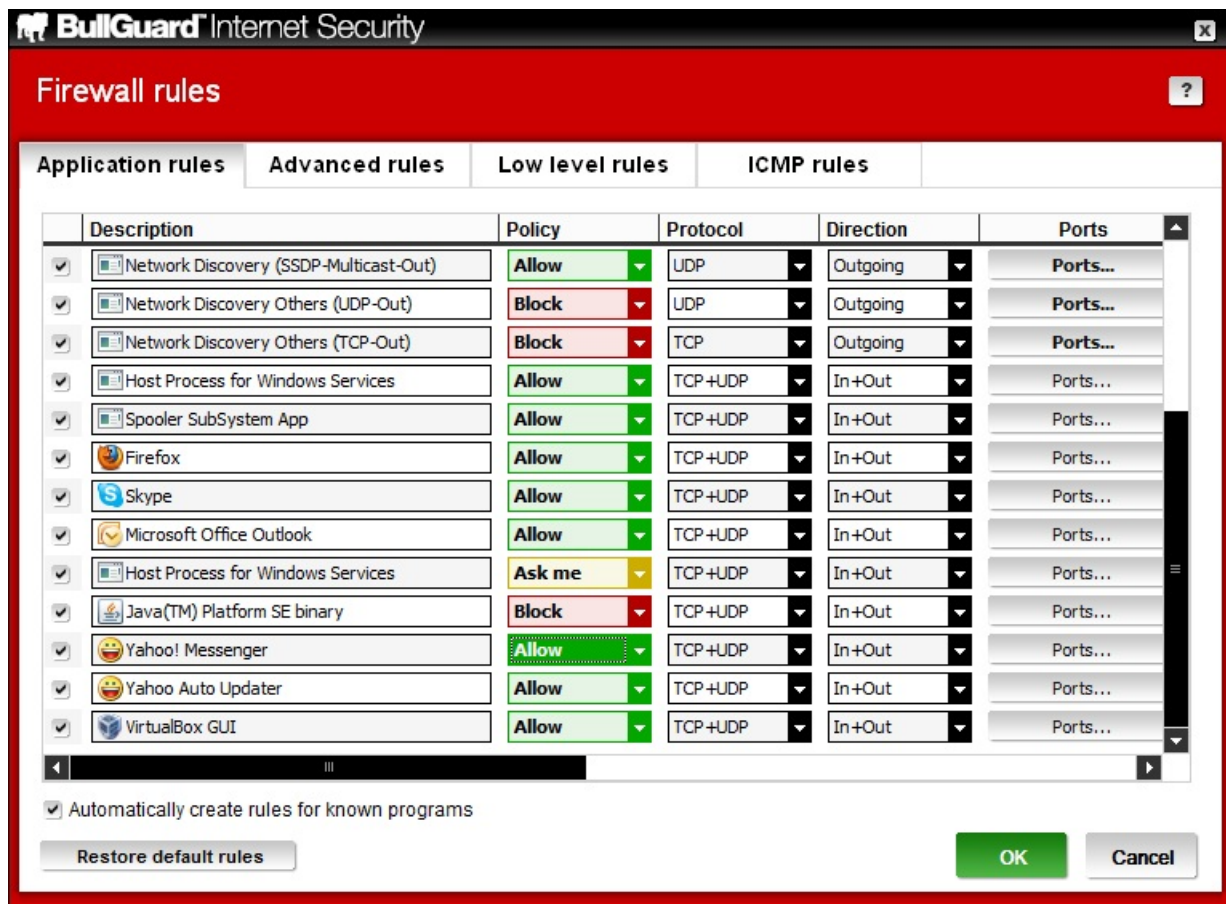 BullGuard™ Internet Security
Firewall rules
?
Application rules Advanced rules Low level rules ICMP rules
Description Policy Protocol Direction Ports
Network Discovery (SSDP-Multicast-Out) Allow UDP Outgoing Ports...
Network Discovery Others (UDP-Out) Block UDP Outgoing Ports...
Network Discovery Others (TCP-Out) Block TCP Outgoing Ports...
Host Process for Windows Services Allow TCP+UDP In+Out Ports...
Spooler SubSystem App Allow TCP+UDP In+Out Ports...
Firefox Allow TCP+UDP In+Out Ports...
Skype Allow TCP+UDP In+Out Ports...
Microsoft Office Outlook Allow TCP+UDP In+Out Ports...
Host Process for Windows Services Ask me TCP+UDP In+Out Ports...
Java(TM) Platform SE binary Block TCP+UDP In+Out Ports...
Yahoo! Messenger Allow TCP+UDP In+Out Ports...
Yahoo Auto Updater Allow TCP+UDP In+Out Ports...
VirtualBox GUI Allow TCP+UDP In+Out Ports...
Automatically create rules for known programs
Restore default rules OK Cancel